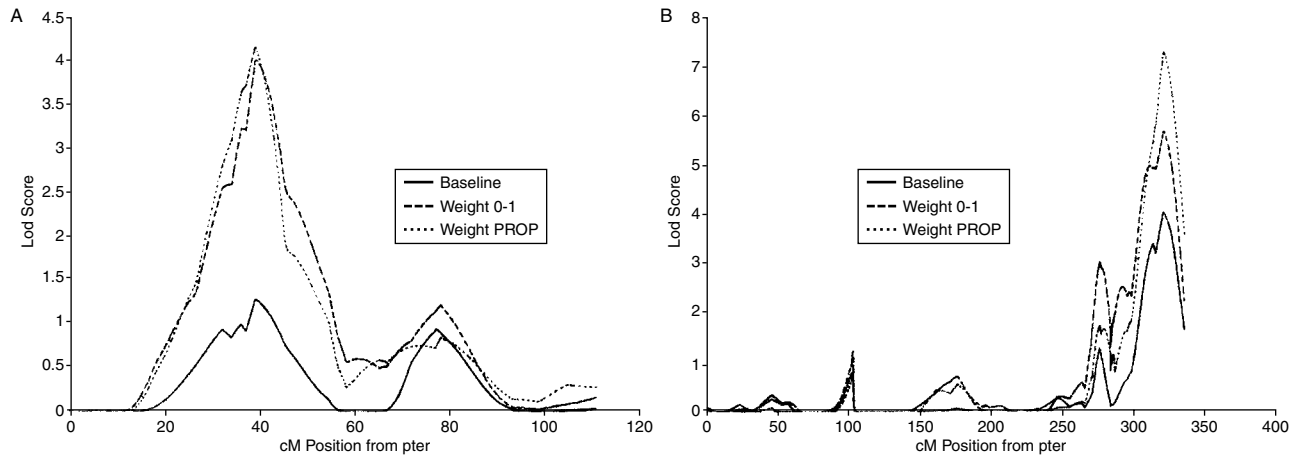 A
4.5
4
3.5
3
2.5
2
1.5
1
0.5
0
Lod Score
0 20 40 60 80 100 120
cM Position from pter
Baseline
Weight 0-1
Weight PROP
B
8
7
6
5
4
3
2
1
0
Lod Score
0 50 100 150 200 250 300 350 400
cM Position from pter
Baseline
Weight 0-1
Weight PROP